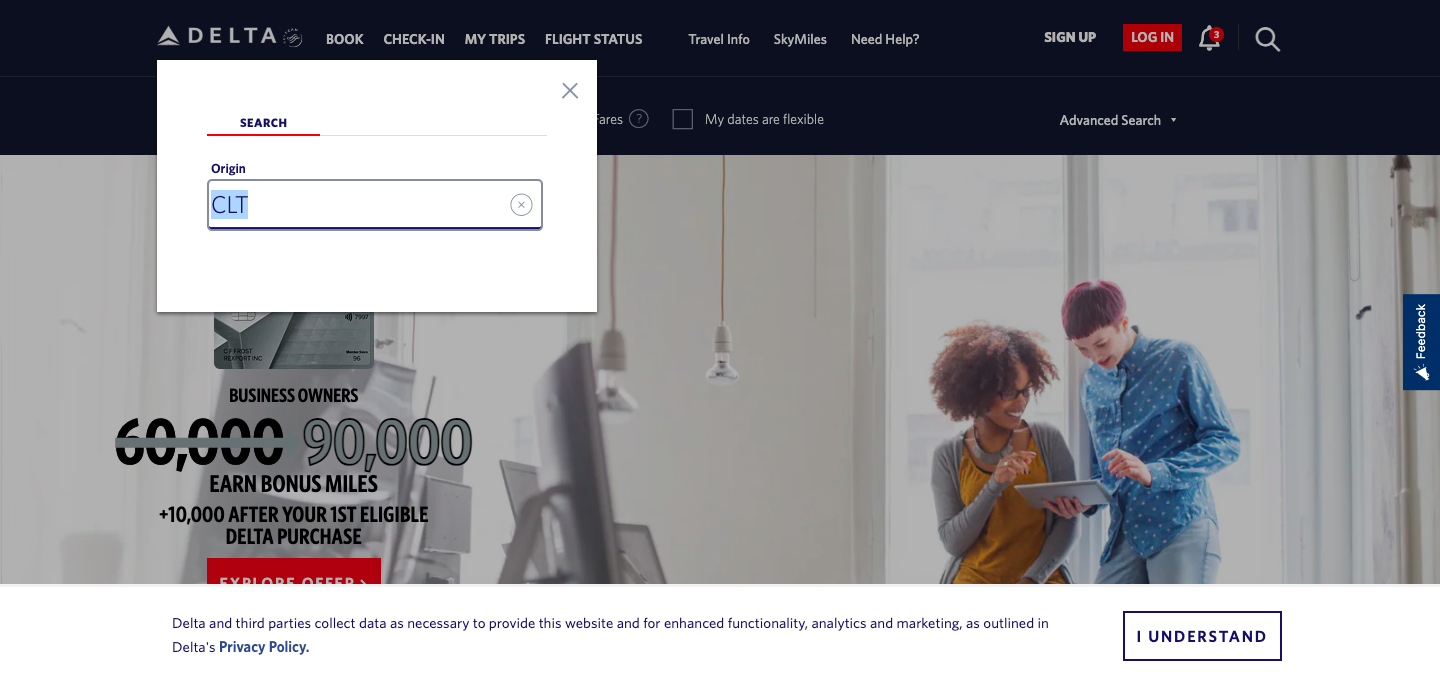 DELTA
BOOK CHECK-IN MY TRIPS FLIGHT STATUS Travel Info SkyMiles Need Help? SIGN UP LOG IN 3
Fares ? My dates are flexible Advanced Search
SEARCH
Origin
CLT
7997
C F FROST
REXPORT INC
Member Since
96
BUSINESS OWNERS
60,000 90,000
EARN BONUS MILES
+10,000 AFTER YOUR 1ST ELIGIBLE
DELTA PURCHASE
EXPLORE OFFER >
Feedback
Delta and third parties collect data as necessary to provide this website and for enhanced functionality, analytics and marketing, as outlined in
Delta's Privacy Policy.
I UNDERSTAND